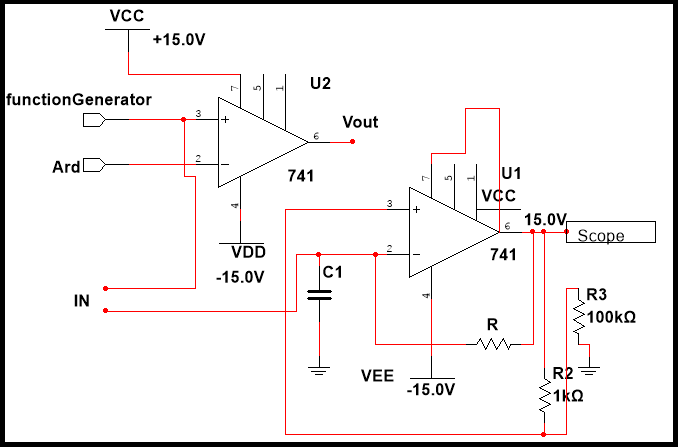 VCC
+15.0V
U2
functionGenerator
7
5
1
3
+
6
Vout
Ard
2
−
741
4
VDD
-15.0V
IN
U1
7
5
1
VCC
15.0V
3
+
6
Scope
2
−
741
C1
4
R
R3
100kΩ
VEE
-15.0V
R2
1kΩ